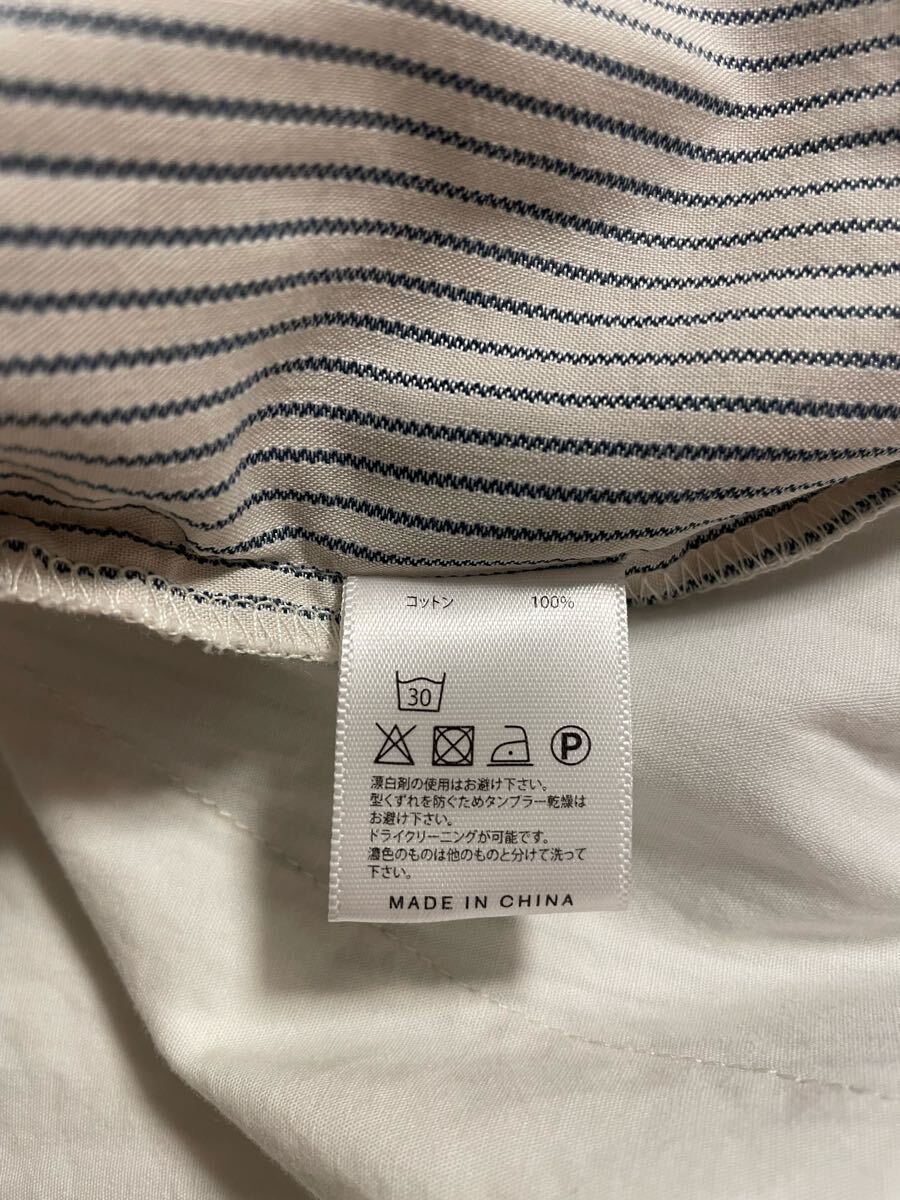 コットン 100%
30
P
漂白剤の使用はお避け下さい。
型くずれを防ぐためタンブラー乾燥は
お避け下さい。
ドライクリーニングが可能です。
濃色のものは他のものと分けて洗って
下さい。
MADE IN CHINA